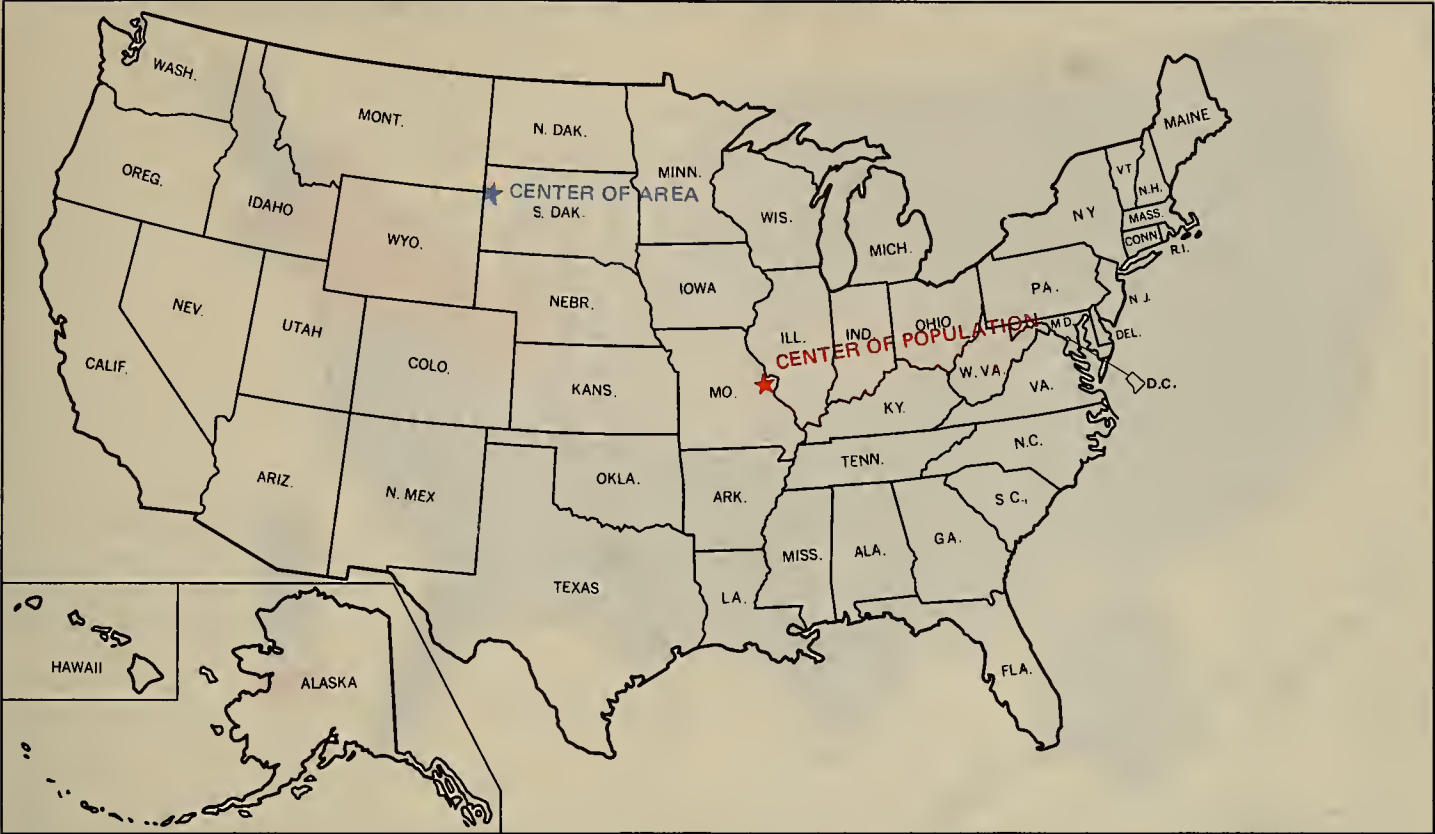 WASH.
MONT.
N. DAK.
MINN.
MAINE
VT
N.H.
OREG.
IDAHO
CENTER OF AREA
S. DAK.
WIS.
NY
MASS.
CONN
R.I.
WYO.
MICH.
NEV.
NEBR.
IOWA
PA.
N J.
UTAH
ILL.
IND
OHIO
M D.
DEL.
CENTER OF POPULATION
CALIF.
COLO.
KANS.
MO.
W. VA.
VA.
D.C.
KY.
N.C.
TENN.
ARIZ.
N. MEX
OKLA.
ARK.
S C.,
MISS.
ALA.
GA.
TEXAS
LA.
HAWAII
ALASKA
FLA.